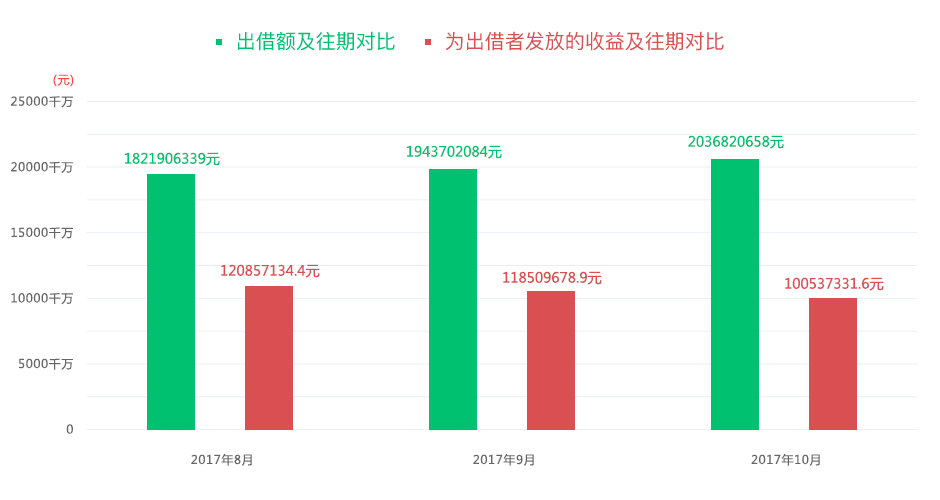 出借额及往期对比 为出借者发放的收益及往期对比
(元)
25000千万
20000千万
15000千万
10000千万
5000千万
0
1821906339元
120857134.4元
1943702084元
118509678.9元
2036820658元
100537331.6元
2017年8月 2017年9月 2017年10月